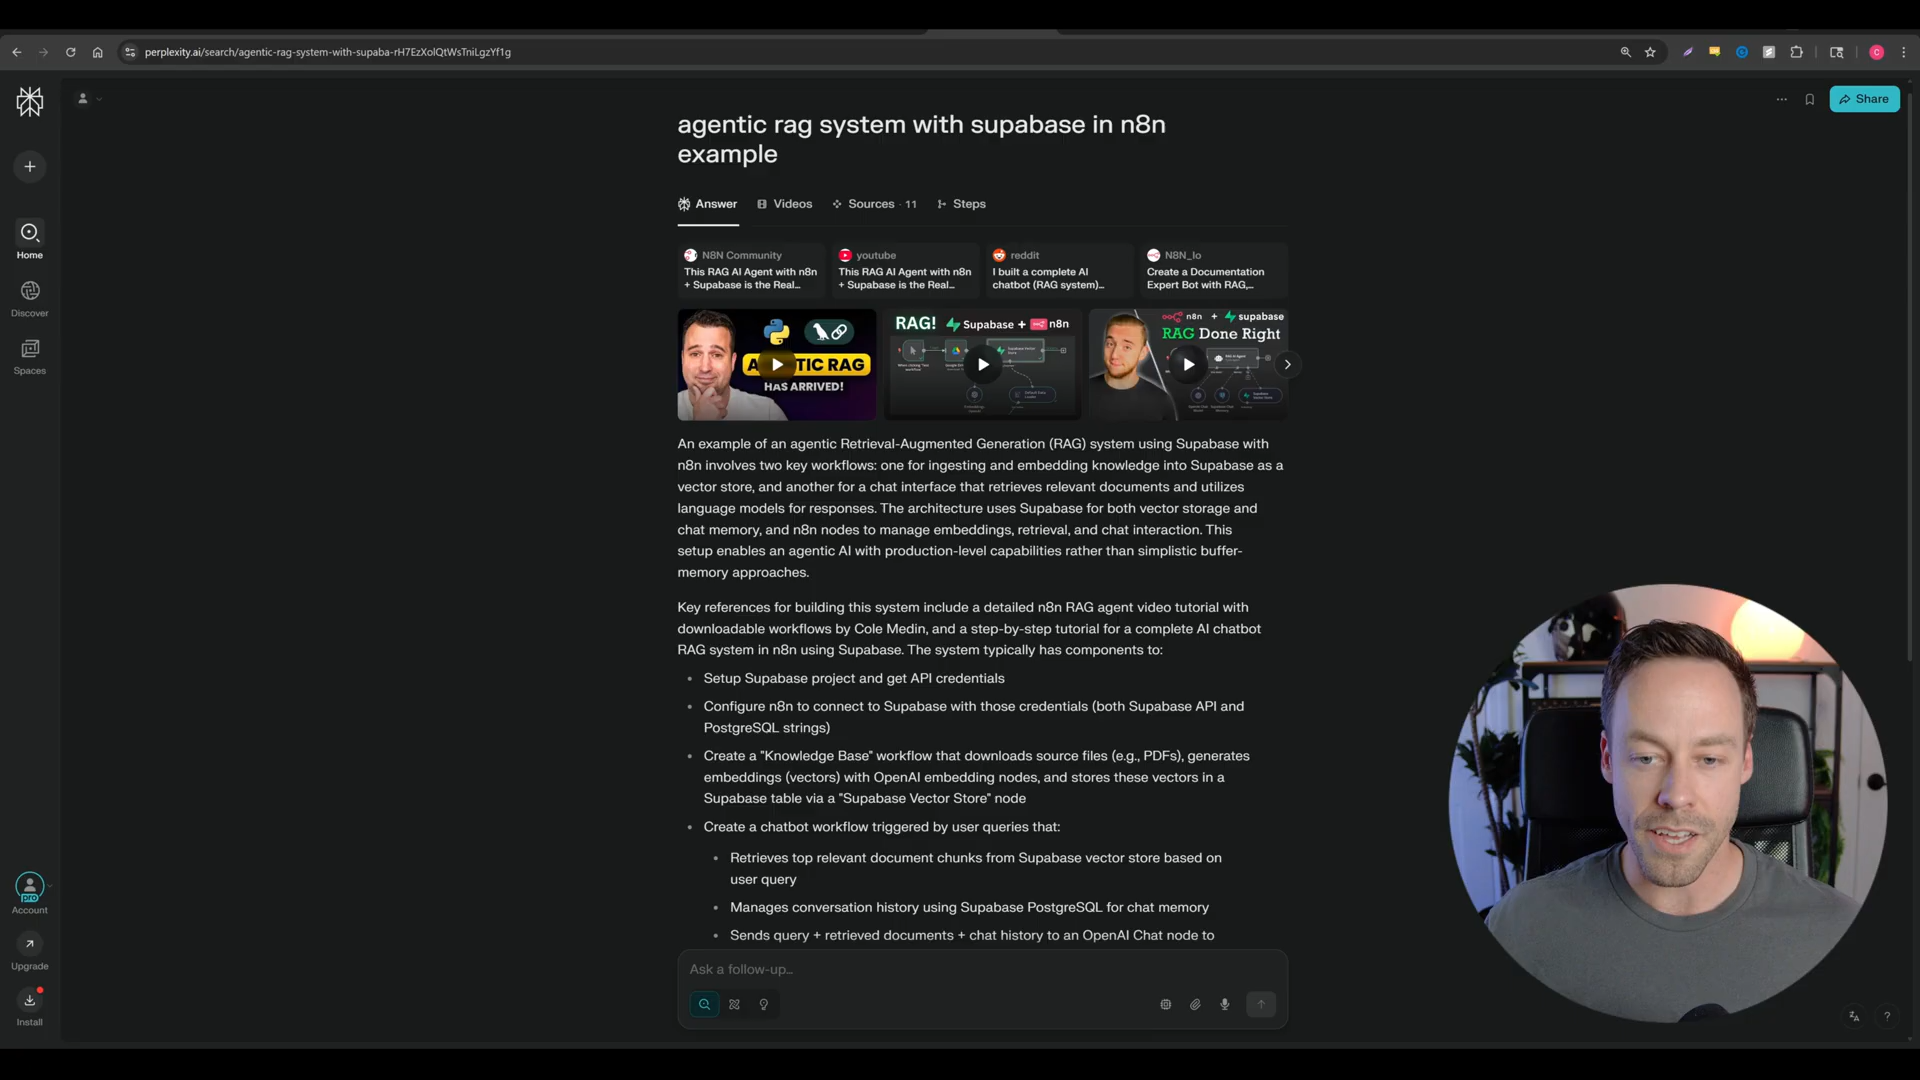 perplexity.ai/search/agentic-rag-system-with-supaba-rH7EzXolQtWsTniLgzYf1g
Share
agentic rag system with supabase in n8n
example
Answer
Videos
Sources · 11
Steps
N8N Community
This RAG AI Agent with n8n
+ Supabase is the Real...
youtube
This RAG AI Agent with n8n
+ Supabase is the Real...
reddit
I built a complete AI
chatbot (RAG system)...
N8N_Io
Create a Documentation
Expert Bot with RAG,...
HAS ARRIVED!
RAG! Supabase + n8n
n8n + supabase
RAG Done Right
An example of an agentic Retrieval-Augmented Generation (RAG) system using Supabase with
n8n involves two key workflows: one for ingesting and embedding knowledge into Supabase as a
vector store, and another for a chat interface that retrieves relevant documents and utilizes
language models for responses. The architecture uses Supabase for both vector storage and
chat memory, and n8n nodes to manage embeddings, retrieval, and chat interaction. This
setup enables an agentic AI with production-level capabilities rather than simplistic buffer-
memory approaches.
Key references for building this system include a detailed n8n RAG agent video tutorial with
downloadable workflows by Cole Medin, and a step-by-step tutorial for a complete AI chatbot
RAG system in n8n using Supabase. The system typically has components to:
• Setup Supabase project and get API credentials
• Configure n8n to connect to Supabase with those credentials (both Supabase API and
PostgreSQL strings)
• Create a "Knowledge Base" workflow that downloads source files (e.g., PDFs), generates
embeddings (vectors) with OpenAI embedding nodes, and stores these vectors in a
Supabase table via a "Supabase Vector Store" node
• Create a chatbot workflow triggered by user queries that:
• Retrieves top relevant document chunks from Supabase vector store based on
user query
• Manages conversation history using Supabase PostgreSQL for chat memory
• Sends query + retrieved documents + chat history to an OpenAI Chat node to
Ask a follow-up...
Home
Discover
Spaces
pro
Account
Upgrade
Install